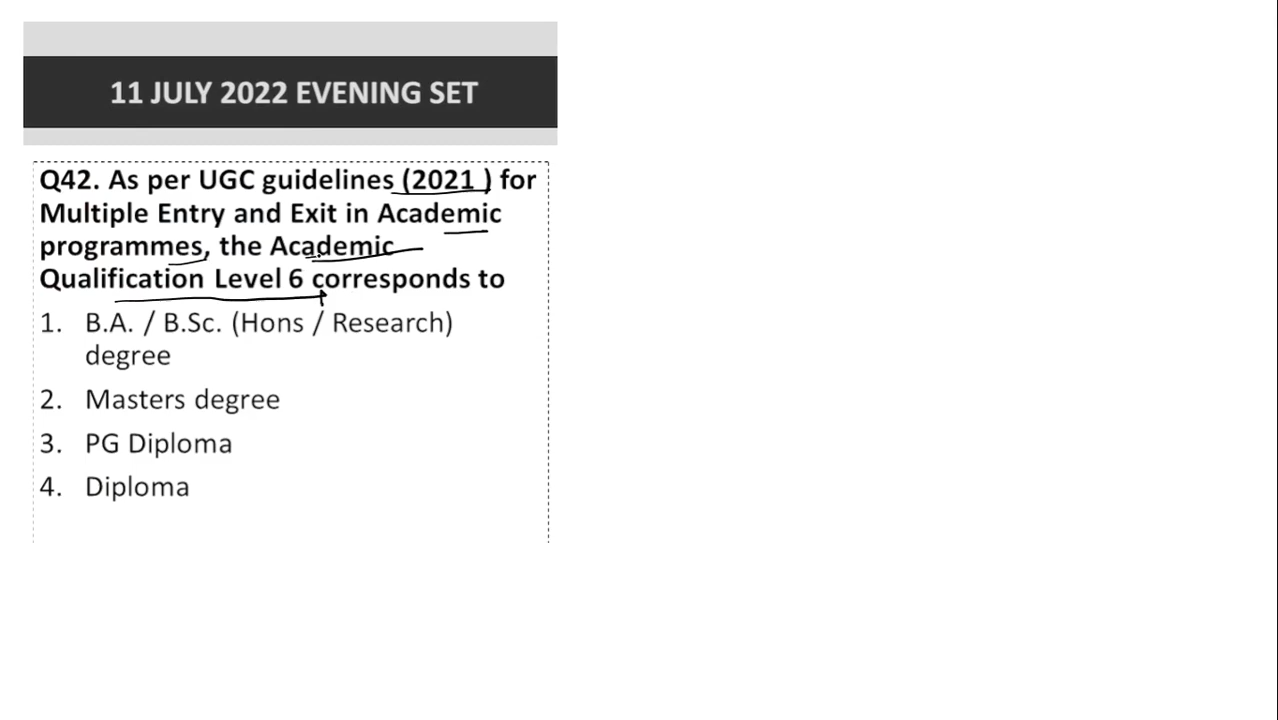 11 JULY 2022 EVENING SET
Q42. As per UGC guidelines (2021 ) for
Multiple Entry and Exit in Academic
programmes, the Academic
Qualification Level 6 corresponds to
1. B.A. / B.Sc. (Hons / Research)
degree
2. Masters degree
3. PG Diploma
4. Diploma